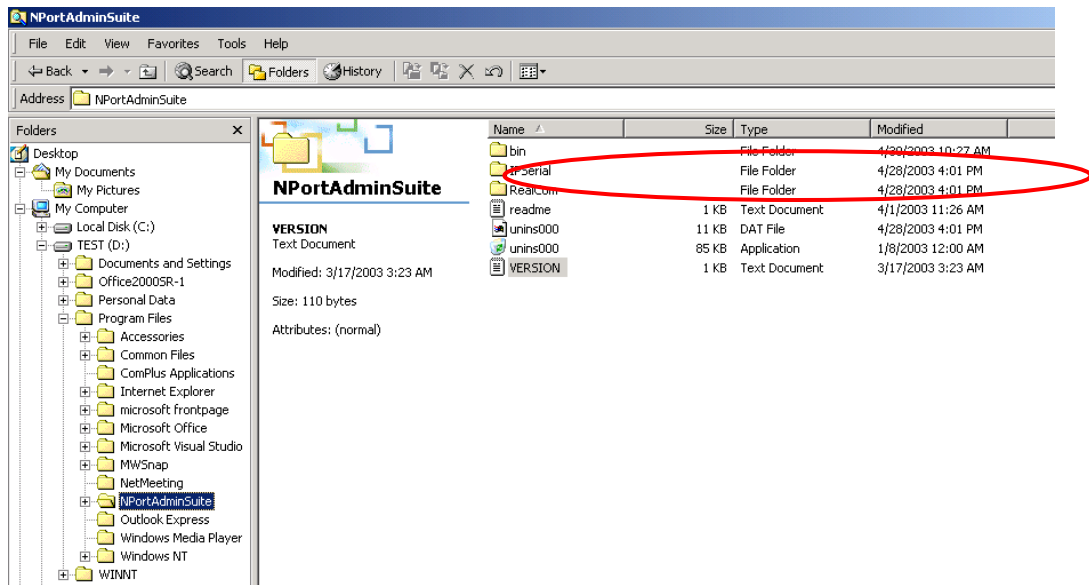 NPortAdminSuite
File Edit View Favorites Tools Help
Back Search Folders History
Address NPortAdminSuite
Folders x
Desktop
My Documents
My Pictures
My Computer
Local Disk (C:)
TEST (D:)
Documents and Settings
Office2000SR-1
Personal Data
Program Files
Accessories
Common Files
ComPlus Applications
Internet Explorer
microsoft frontpage
Microsoft Office
Microsoft Visual Studio
MWSnap
NetMeeting
NPortAdminSuite
Outlook Express
Windows Media Player
Windows NT
WINNT
NPortAdminSuite
VERSION
Text Document
Modified: 3/17/2003 3:23 AM
Size: 110 bytes
Attributes: (normal)
Name Size Type Modified
bin File Folder 4/30/2003 10:27 AM
IPSerial File Folder 4/28/2003 4:01 PM
RealCom File Folder 4/28/2003 4:01 PM
readme 1 KB Text Document 4/1/2003 11:26 AM
unins000 11 KB DAT File 4/28/2003 4:01 PM
unins000 85 KB Application 1/8/2003 12:00 AM
VERSION 1 KB Text Document 3/17/2003 3:23 AM